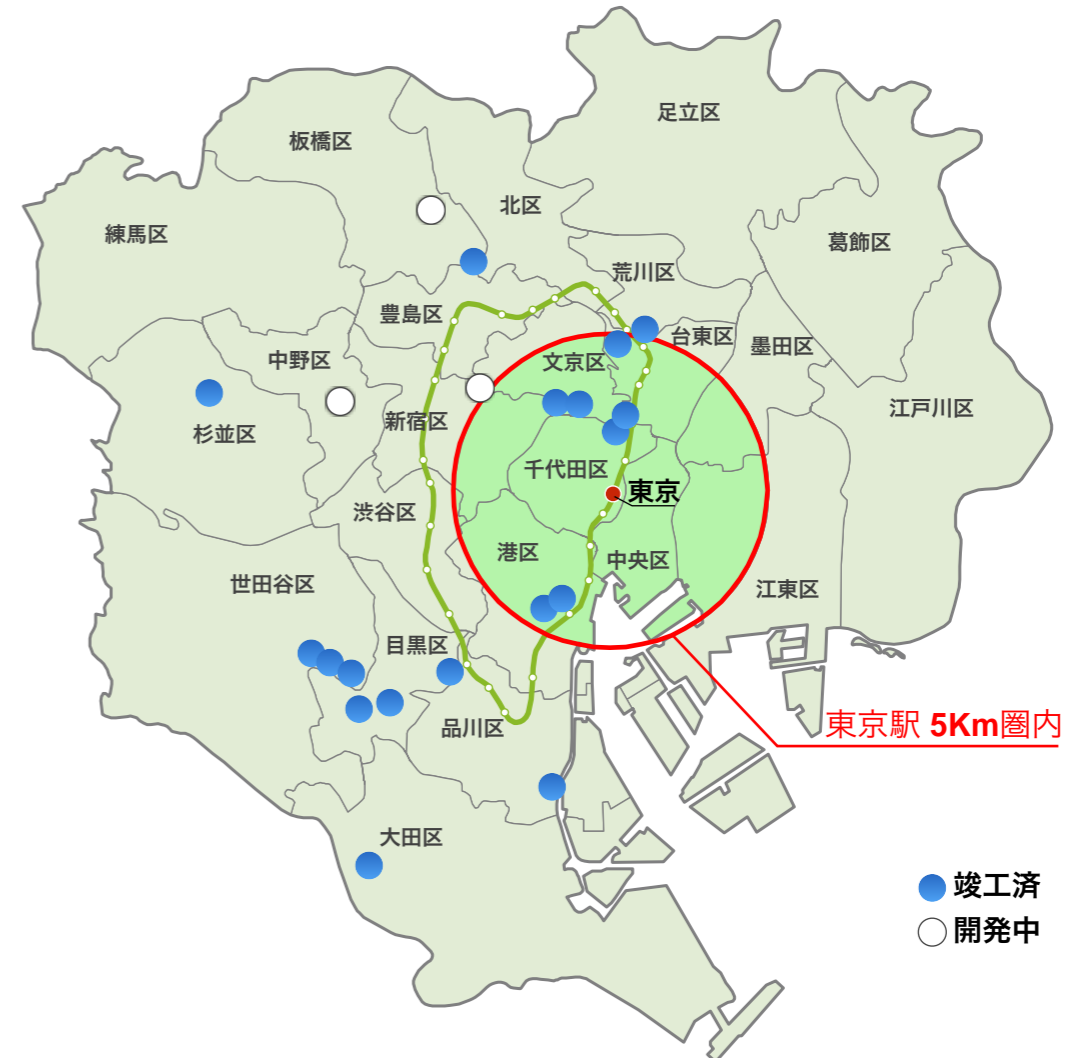 足立区
板橋区
北区
練馬区
葛飾区
荒川区
豊島区
台東区
墨田区
中野区
文京区
江戸川区
新宿区
杉並区
千代田区
東京
渋谷区
港区
中央区
世田谷区
江東区
目黒区
東京駅 5Km圏内
品川区
大田区
竣工済
開発中